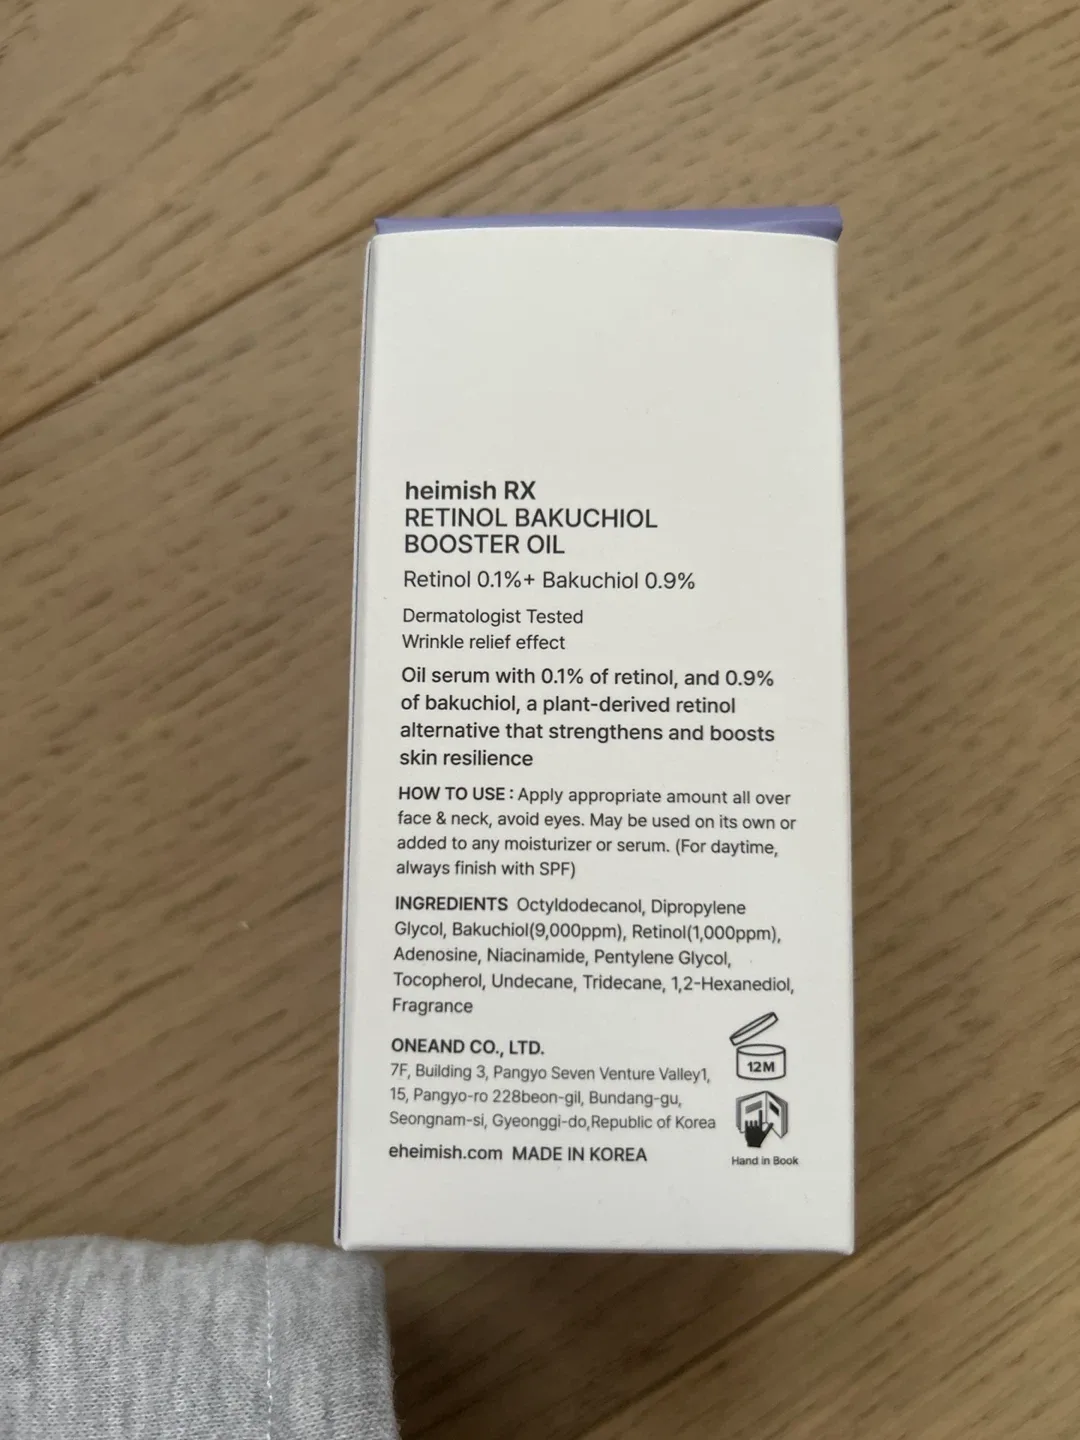 heimish RX
RETINOL BAKUCHIOL
BOOSTER OIL
Retinol 0.1%+ Bakuchiol 0.9%
Dermatologist Tested
Wrinkle relief effect
Oil serum with 0.1% of retinol, and 0.9%
of bakuchiol, a plant-derived retinol
alternative that strengthens and boosts
skin resilience
HOW TO USE : Apply appropriate amount all over
face & neck, avoid eyes. May be used on its own or
added to any moisturizer or serum. (For daytime,
always finish with SPF)
INGREDIENTS Octyldodecanol, Dipropylene
Glycol, Bakuchiol(9,000ppm), Retinol(1,000ppm),
Adenosine, Niacinamide, Pentylene Glycol,
Tocopherol, Undecane, Tridecane, 1,2-Hexanediol,
Fragrance
ONEAND CO., LTD.
7F, Building 3, Pangyo Seven Venture Valley1,
15, Pangyo-ro 228beon-gil, Bundang-gu,
Seongnam-si, Gyeonggi-do,Republic of Korea
eheimish.com MADE IN KOREA
12M
Hand in Book